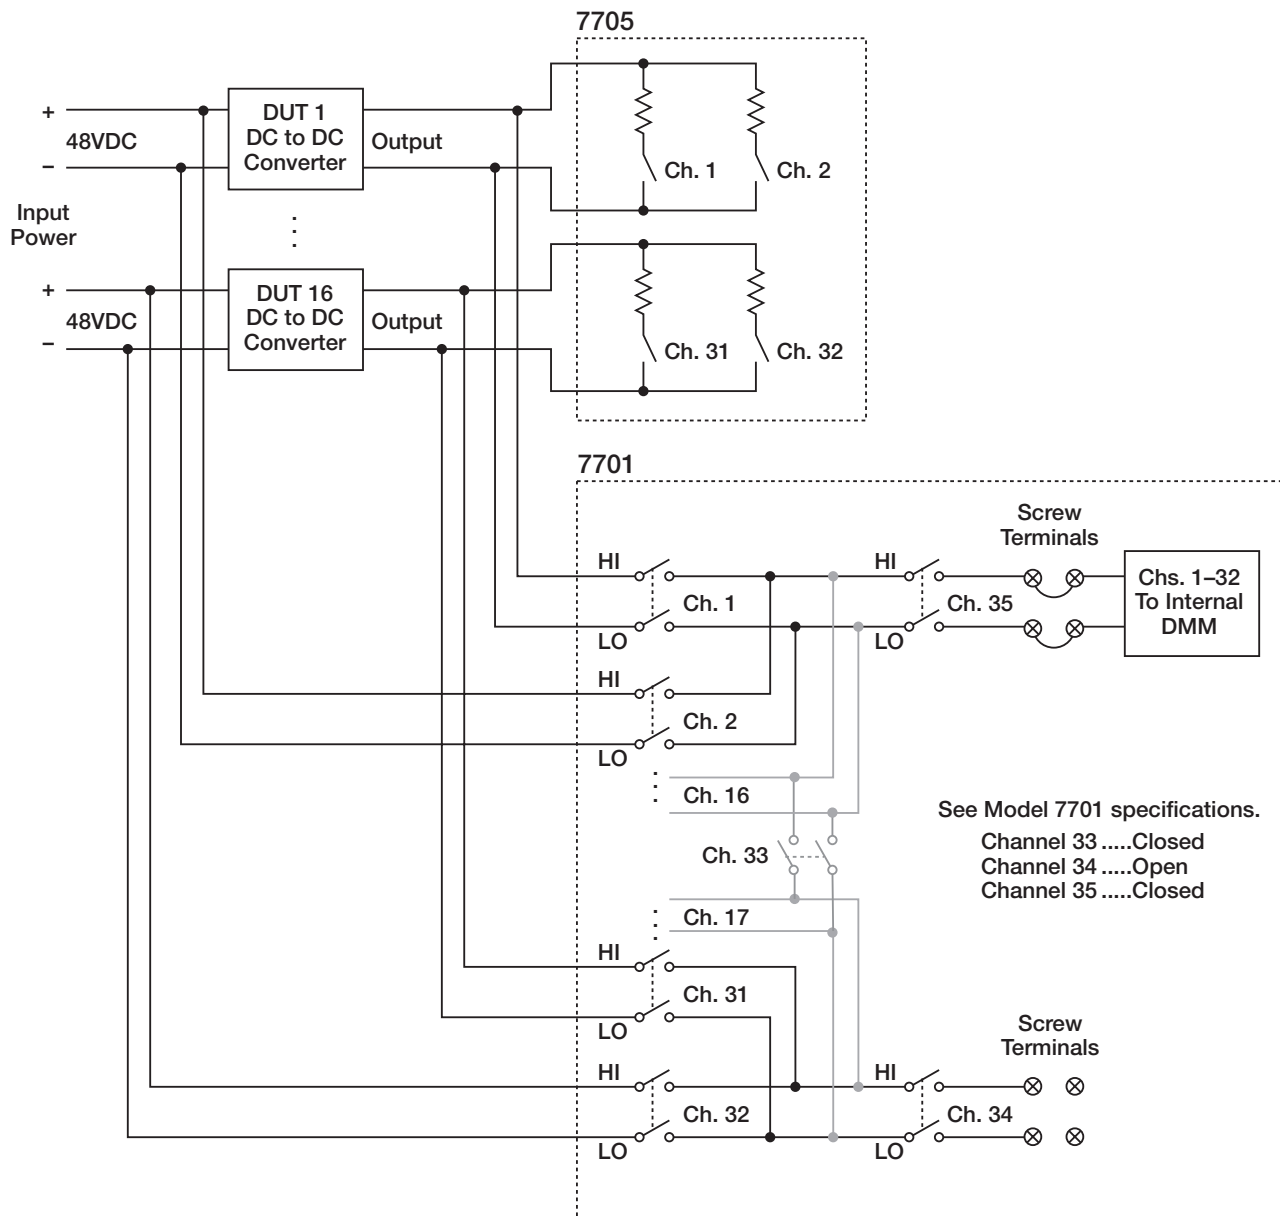 7705
+
48VDC
–
DUT 1
DC to DC
Converter
Output
Ch. 1
Ch. 2
Input
Power
+
48VDC
–
DUT 16
DC to DC
Converter
Output
Ch. 31
Ch. 32
7701
Screw
Terminals
HI
Ch. 1
LO
HI
Ch. 35
LO
Chs. 1–32
To Internal
DMM
HI
Ch. 2
LO
Ch. 16
Ch. 33
Ch. 17
See Model 7701 specifications.
Channel 33 .....Closed
Channel 34 .....Open
Channel 35 .....Closed
HI
Ch. 31
LO
Screw
Terminals
HI
Ch. 32
LO
HI
Ch. 34
LO